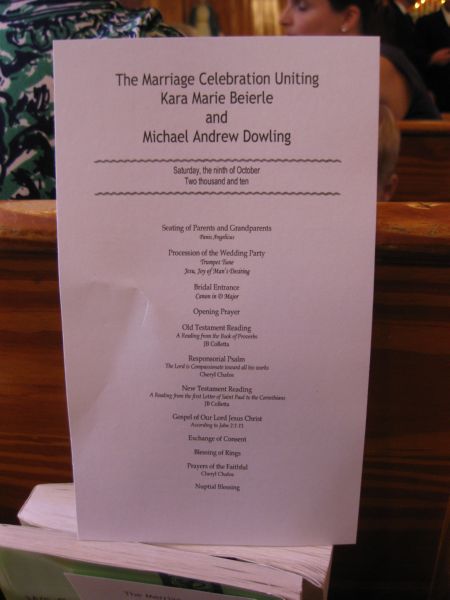 The Marriage Celebration Uniting
Kara Marie Beierle
and
Michael Andrew Dowling
Saturday, the ninth of October
Two thousand and ten
Seating of Parents and Grandparents
Panis Angelicus
Procession of the Wedding Party
Trumpet Tune
Jesu, Joy of Man's Desiring
Bridal Entrance
Canon in D Major
Opening Prayer
Old Testament Reading
A Reading from the Book of Proverbs
JB Colletta
Responsorial Psalm
The Lord is Compassionate toward all his works
Cheryl Chafos
New Testament Reading
A Reading from the first Letter of Saint Paul to the Corinthians
JB Colletta
Gospel of Our Lord Jesus Christ
According to John 2:1-11
Exchange of Consent
Blessing of Rings
Prayers of the Faithful
Cheryl Chafos
Nuptial Blessing
The Marriage